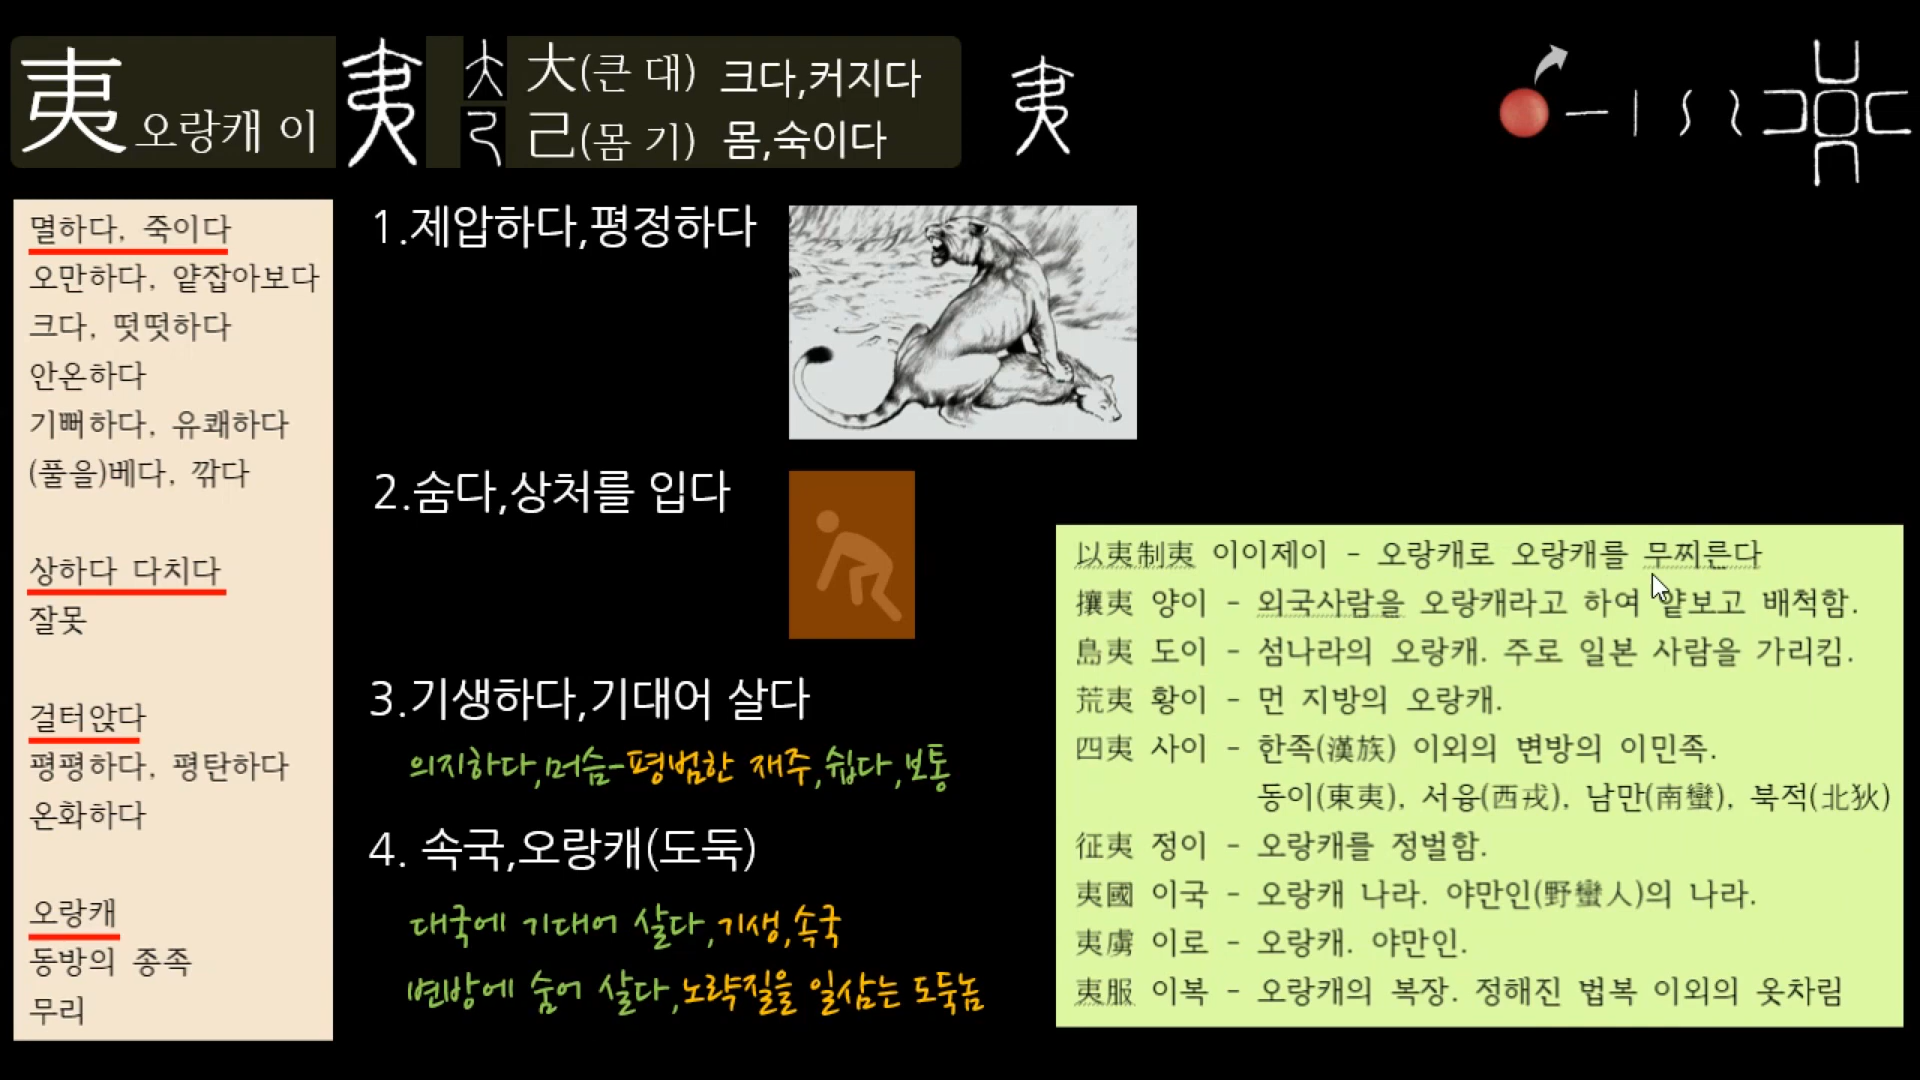 夷 오랑캐 이
夷
大(큰 대) 크다,커지다
己(몸 기) 몸,숙이다
夷
멸하다, 죽이다
오만하다, 얕잡아보다
크다, 떳떳하다
안온하다
기뻐하다, 유쾌하다
(풀을)베다, 깎다
상하다 다치다
잘못
걸터앉다
평평하다, 평탄하다
온화하다
오랑캐
동방의 종족
무리
1.제압하다,평정하다
2.숨다,상처를 입다
3.기생하다,기대어 살다
의지하다,머슴-평범한 재주,쉽다,보통
4. 속국,오랑캐(도둑)
대국에 기대어 살다,기생,속국
변방에 숨어 살다,노략질을 일삼는 도둑놈
以夷制夷 이이제이 - 오랑캐로 오랑캐를 무찌른다
攘夷 양이 - 외국사람을 오랑캐라고 하여 얕보고 배척함.
島夷 도이 - 섬나라의 오랑캐. 주로 일본 사람을 가리킴.
荒夷 황이 - 먼 지방의 오랑캐.
四夷 사이 - 한족(漢族) 이외의 변방의 이민족.
동이(東夷), 서융(西戎), 남만(南蠻), 북적(北狄)
征夷 정이 - 오랑캐를 정벌함.
夷國 이국 - 오랑캐 나라. 야만인(野蠻人)의 나라.
夷虜 이로 - 오랑캐. 야만인.
夷服 이복 - 오랑캐의 복장. 정해진 법복 이외의 옷차림